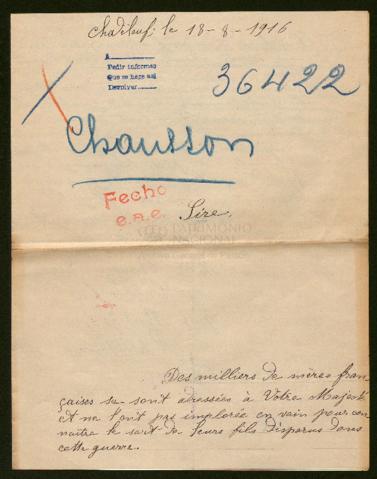 le 18-8-1916
A
Pedir informes
Que se haga así
Devolver
36422
Chausson
Fecho
e.a.e.
Sire,
PATRIMONIO
NACIONAL
Des milliers de mères fran-
çaises se sont adressées à Votre Majesté
et ne l'ont pas implorée en vain pour con-
naître le sort de leurs fils disparus dans
cette guerre.